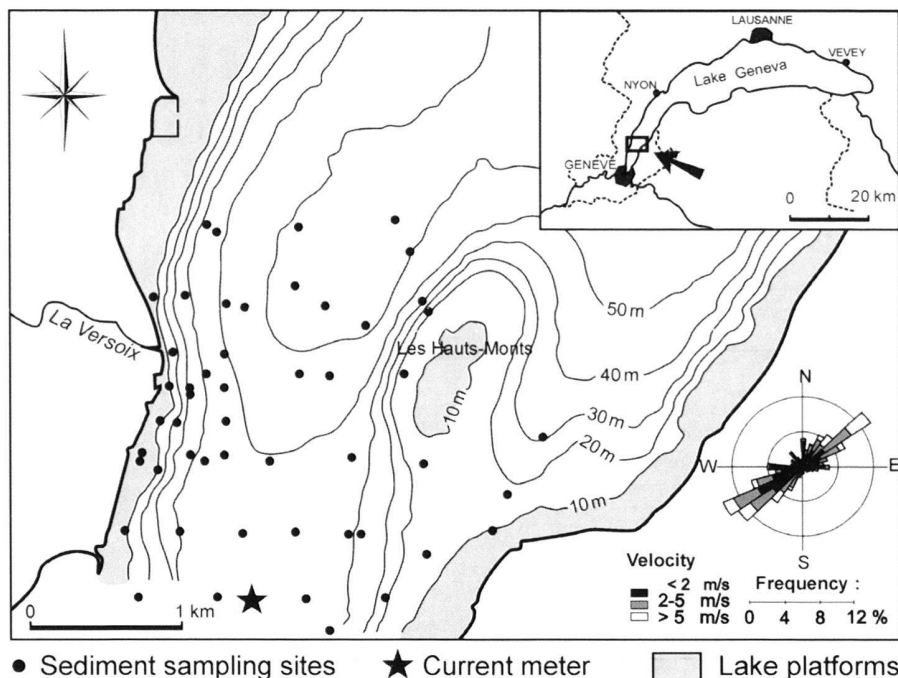 LAUSANNE
VEVEY
Lake Geneva
NYON
GENÈVE
0 20 km
La Versoix
Les Hauts-Monts
50 m
40 m
30 m
20 m
10 m
10 m
N
W E
S
Velocity
< 2 m/s
2-5 m/s
> 5 m/s
Frequency :
0 4 8 12 %
0 1 km
Sediment sampling sites
Current meter
Lake platforms